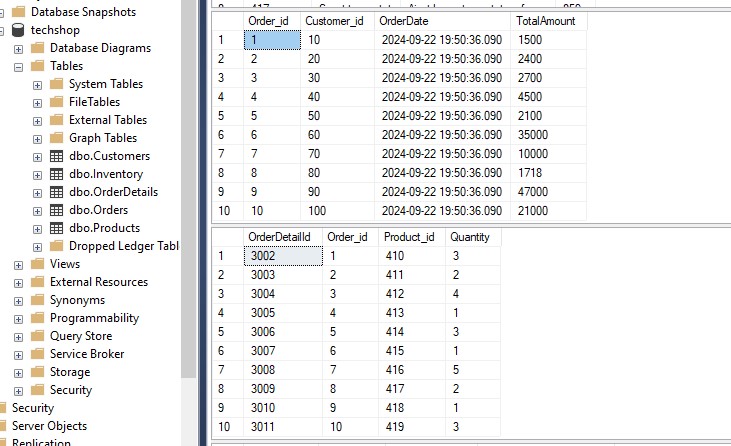 Database Snapshots
techshop
Database Diagrams
Tables
System Tables
FileTables
External Tables
Graph Tables
dbo.Customers
dbo.Inventory
dbo.OrderDetails
dbo.Orders
dbo.Products
Dropped Ledger Tabl
Views
External Resources
Synonyms
Programmability
Query Store
Service Broker
Storage
Security
Security
Server Objects
Replication
Order_id Customer_id OrderDate TotalAmount
1 1 10 2024-09-22 19:50:36.090 1500
2 2 20 2024-09-22 19:50:36.090 2400
3 3 30 2024-09-22 19:50:36.090 2700
4 4 40 2024-09-22 19:50:36.090 4500
5 5 50 2024-09-22 19:50:36.090 2100
6 6 60 2024-09-22 19:50:36.090 35000
7 7 70 2024-09-22 19:50:36.090 10000
8 8 80 2024-09-22 19:50:36.090 1718
9 9 90 2024-09-22 19:50:36.090 47000
10 10 100 2024-09-22 19:50:36.090 21000
OrderDetailId Order_id Product_id Quantity
1 3002 1 410 3
2 3003 2 411 2
3 3004 3 412 4
4 3005 4 413 1
5 3006 5 414 3
6 3007 6 415 1
7 3008 7 416 5
8 3009 8 417 2
9 3010 9 418 1
10 3011 10 419 3